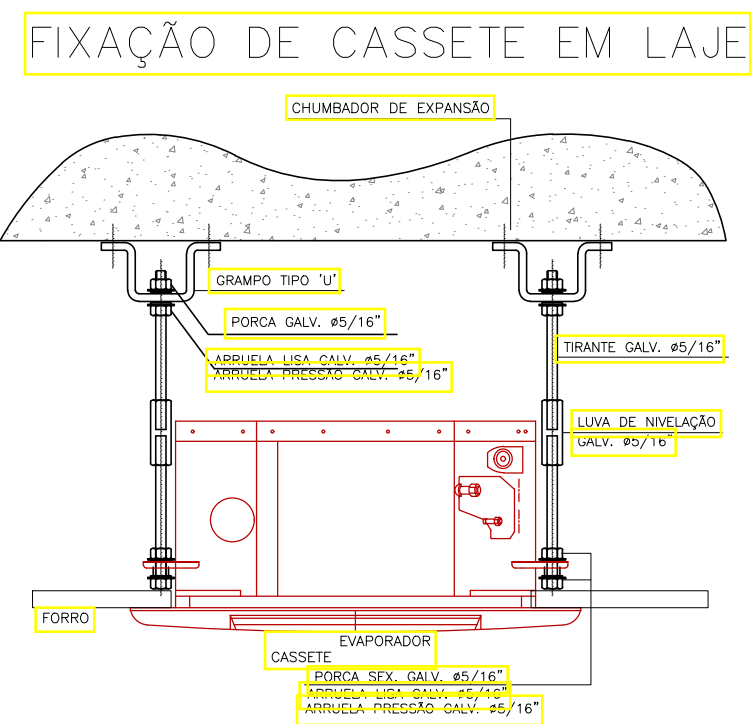 FIXAÇÃO DE CASSETE EM LAJE
CHUMBADOR DE EXPANSÃO
GRAMPO TIPO 'U'
PORCA GALV. ø5/16"
ARRUELA LISA GALV. ø5/16"
ARRUELA PRESSÃO GALV. ø5/16"
TIRANTE GALV. ø5/16"
LUVA DE NIVELAÇÃO
GALV. ø5/16"
FORRO
EVAPORADOR
CASSETE
PORCA SEX. GALV. ø5/16"
ARRUELA LISA GALV. ø5/16"
ARRUELA PRESSÃO GALV. ø5/16"